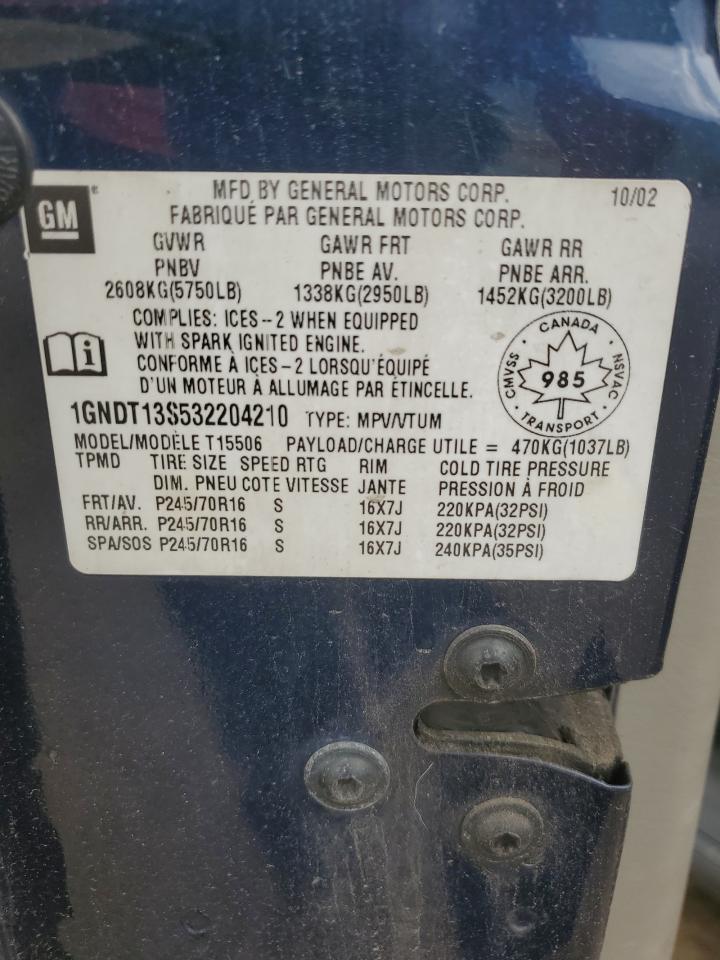 GM
MFD BY GENERAL MOTORS CORP. 10/02
FABRIQUÉ PAR GENERAL MOTORS CORP.
GVWR GAWR FRT GAWR RR
PNBV PNBE AV. PNBE ARR.
2608KG(5750LB) 1338KG(2950LB) 1452KG(3200LB)
COMPLIES: ICES-2 WHEN EQUIPPED
WITH SPARK IGNITED ENGINE.
CONFORME À ICES-2 LORSQU'ÉQUIPÉ
D'UN MOTEUR À ALLUMAGE PAR ÉTINCELLE.
CANADA
CMVSS 985 NSVAC
TRANSPORT
1GNDT13S532204210 TYPE: MPV/VTUM
MODEL/MODÈLE T15506 PAYLOAD/CHARGE UTILE = 470KG(1037LB)
TPMD TIRE SIZE SPEED RTG RIM COLD TIRE PRESSURE
DIM. PNEU COTE VITESSE JANTE PRESSION À FROID
FRT/AV. P245/70R16 S 16X7J 220KPA(32PSI)
RR/ARR. P245/70R16 S 16X7J 220KPA(32PSI)
SPA/SOS P245/70R16 S 16X7J 240KPA(35PSI)